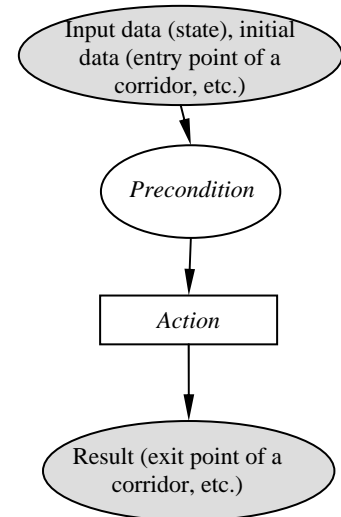 Input data (state), initial
data (entry point of a
corridor, etc.)
Precondition
Action
Result (exit point of a
corridor, etc.)